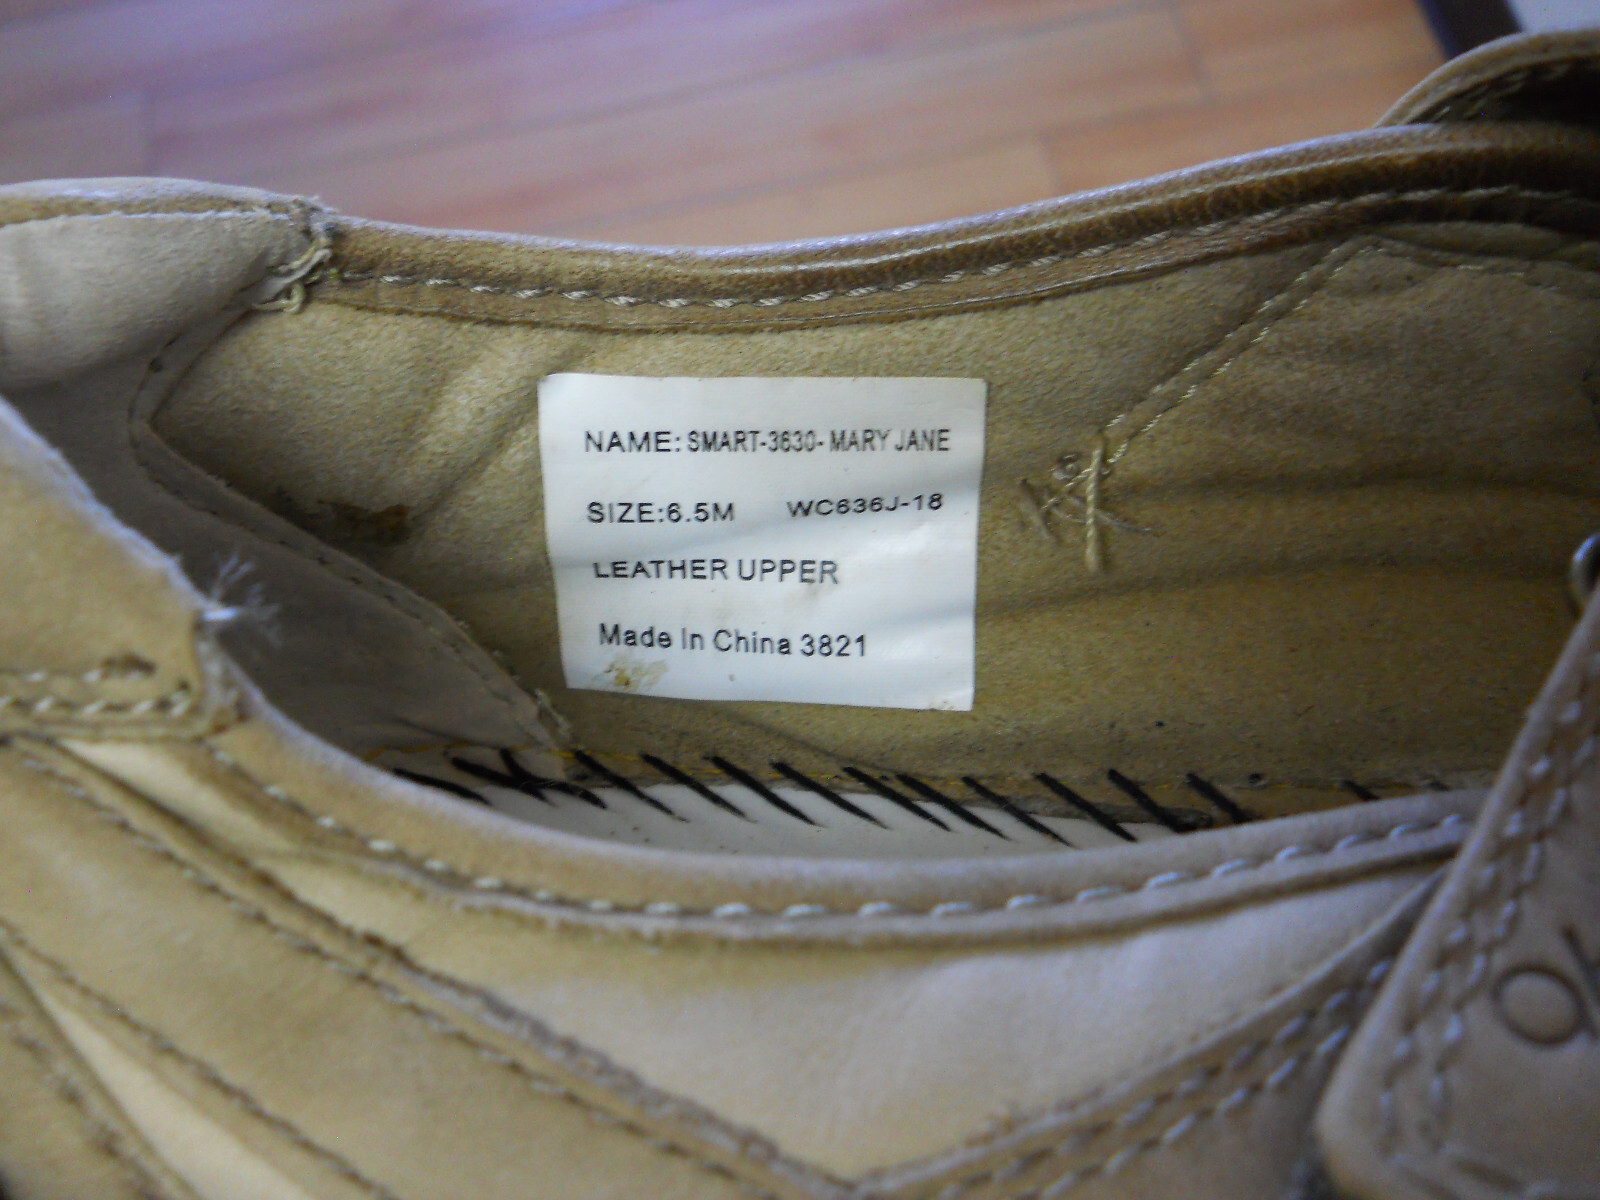 NAME: SMART-3630- MARY JANE
SIZE:6.5M WC636J-18
LEATHER UPPER
Made In China 3821